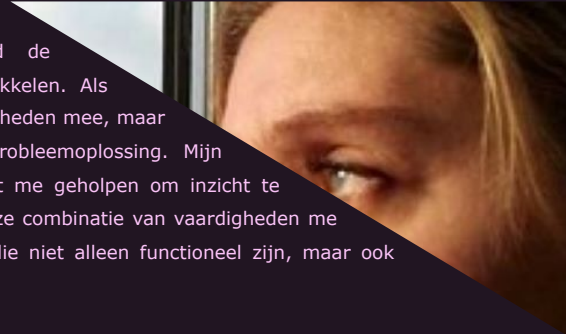 de
kkelen. Als
heden mee, maar
robleemoplossing. Mijn
t me geholpen om inzicht te
ze combinatie van vaardigheden me
lie niet alleen functioneel zijn, maar ook